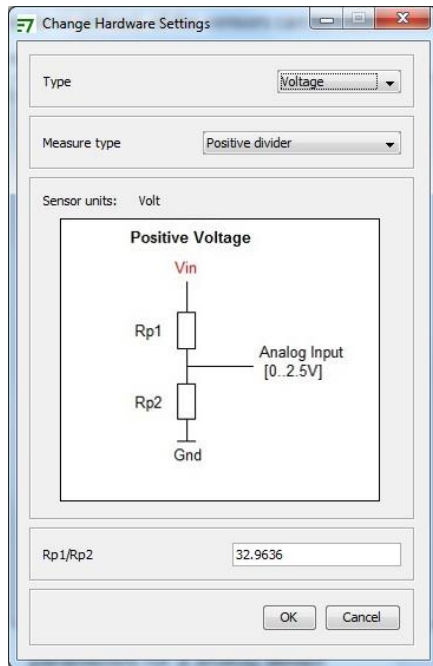 Change Hardware Settings
Type Voltage
Measure type Positive divider
Sensor units: Volt
Positive Voltage
Vin
Rp1
Analog Input
[0..2.5V]
Rp2
Gnd
Rp1/Rp2 32.9636
OK Cancel